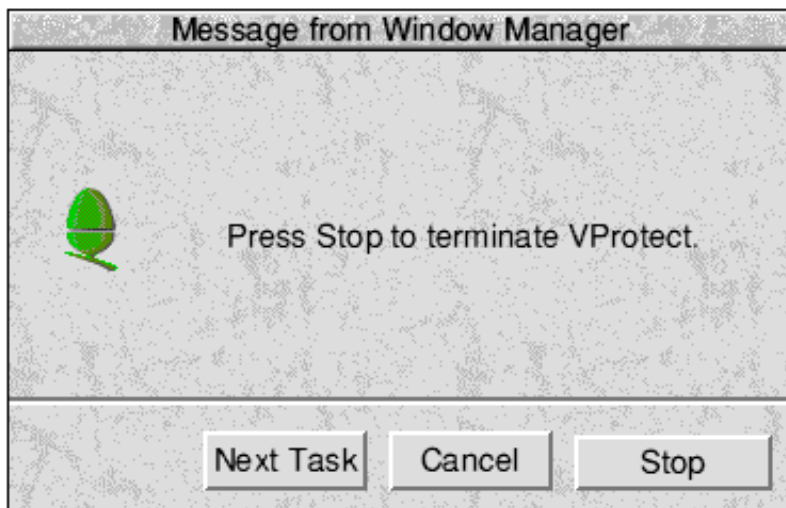 Message from Window Manager
Press Stop to terminate VProtect.
Next Task Cancel Stop